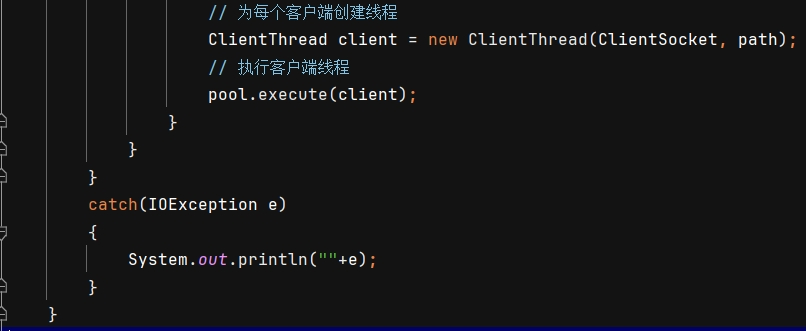 // 为每个客户端创建线程
ClientThread client = new ClientThread(ClientSocket, path);
// 执行客户端线程
pool.execute(client);
}
}
}
catch(IOException e)
{
System.out.println(""+e);
}
}